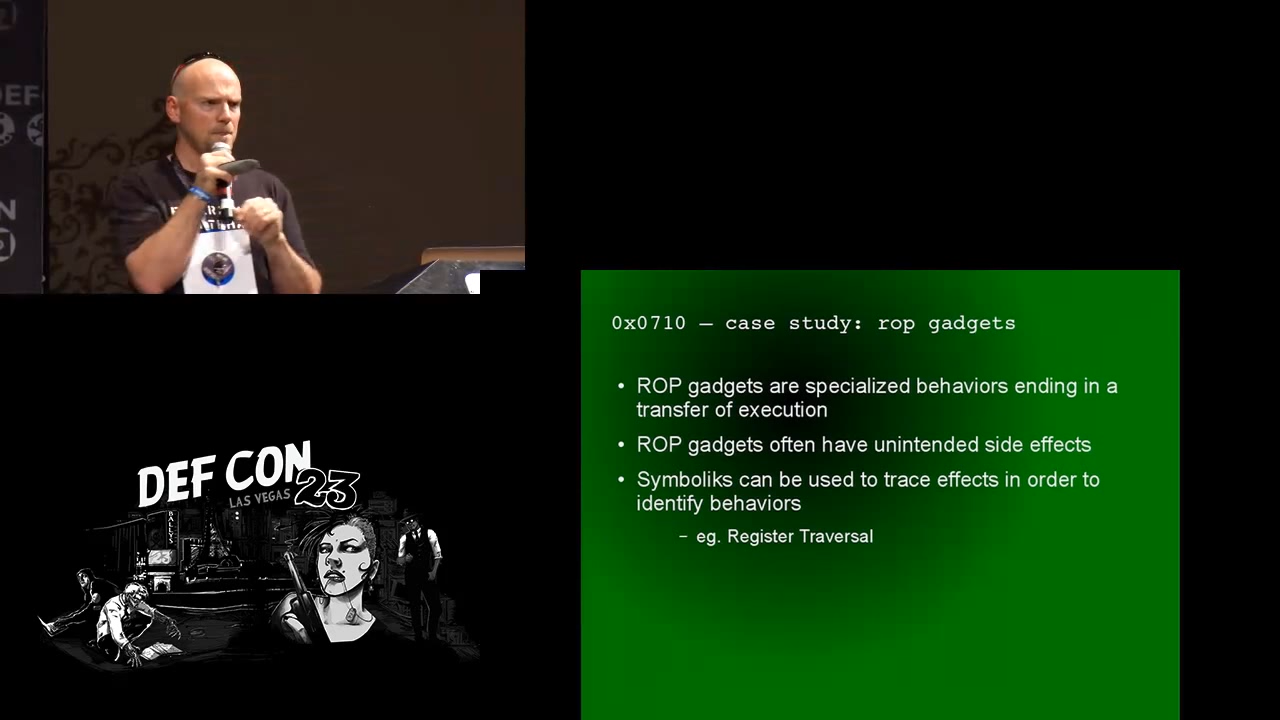 DEF
N
DEF CON
23
LAS VEGAS
BALLYS
0x0710 – case study: rop gadgets
• ROP gadgets are specialized behaviors ending in a
transfer of execution
• ROP gadgets often have unintended side effects
• Symboliks can be used to trace effects in order to
identify behaviors
– eg. Register Traversal